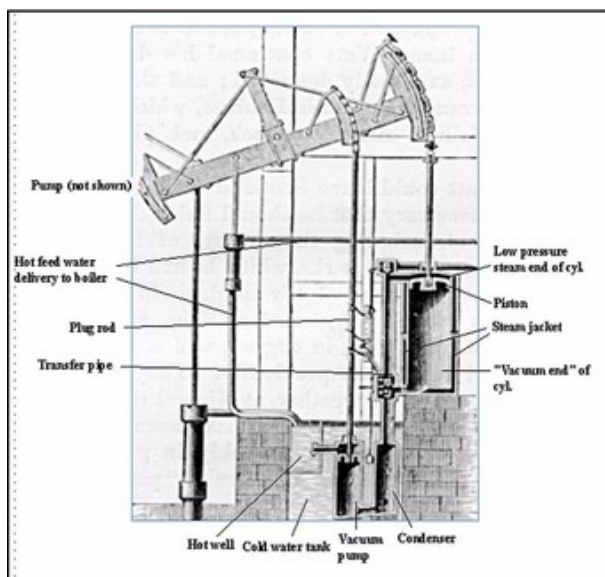 Pump (not shown)
Hot feed water
delivery to boiler
Plug rod
Transfer pipe
Low pressure
steam end of cyl.
Piston
Steam jacket
"Vacuum end" of
cyl.
Hot well
Cold water tank
Vacuum
pump
Condenser